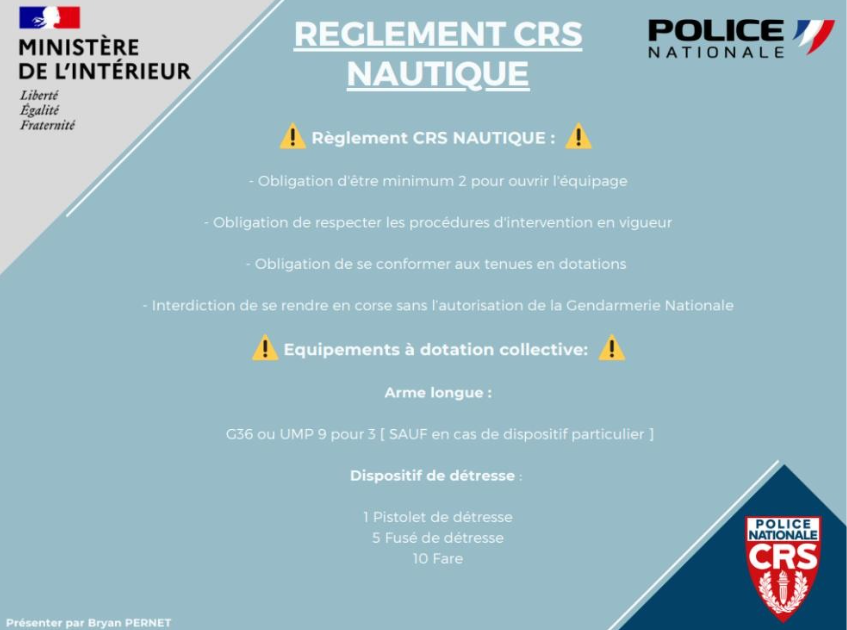 MINISTÈRE
DE L'INTÉRIEUR
Liberté
Égalité
Fraternité
REGLEMENT CRS
NAUTIQUE
POLICE
NATIONALE
Règlement CRS NAUTIQUE :
- Obligation d'être minimum 2 pour ouvrir l'équipage
- Obligation de respecter les procédures d'intervention en vigueur
- Obligation de se conformer aux tenues en dotations
- Interdiction de se rendre en corse sans l'autorisation de la Gendarmerie Nationale
Equipements à dotation collective:
Arme longue :
G36 ou UMP 9 pour 3 [ SAUF en cas de dispositif particulier ]
Dispositif de détresse :
1 Pistolet de détresse
5 Fusé de détresse
10 Fare
POLICE
NATIONALE
CRS
Présenter par Bryan PERNET